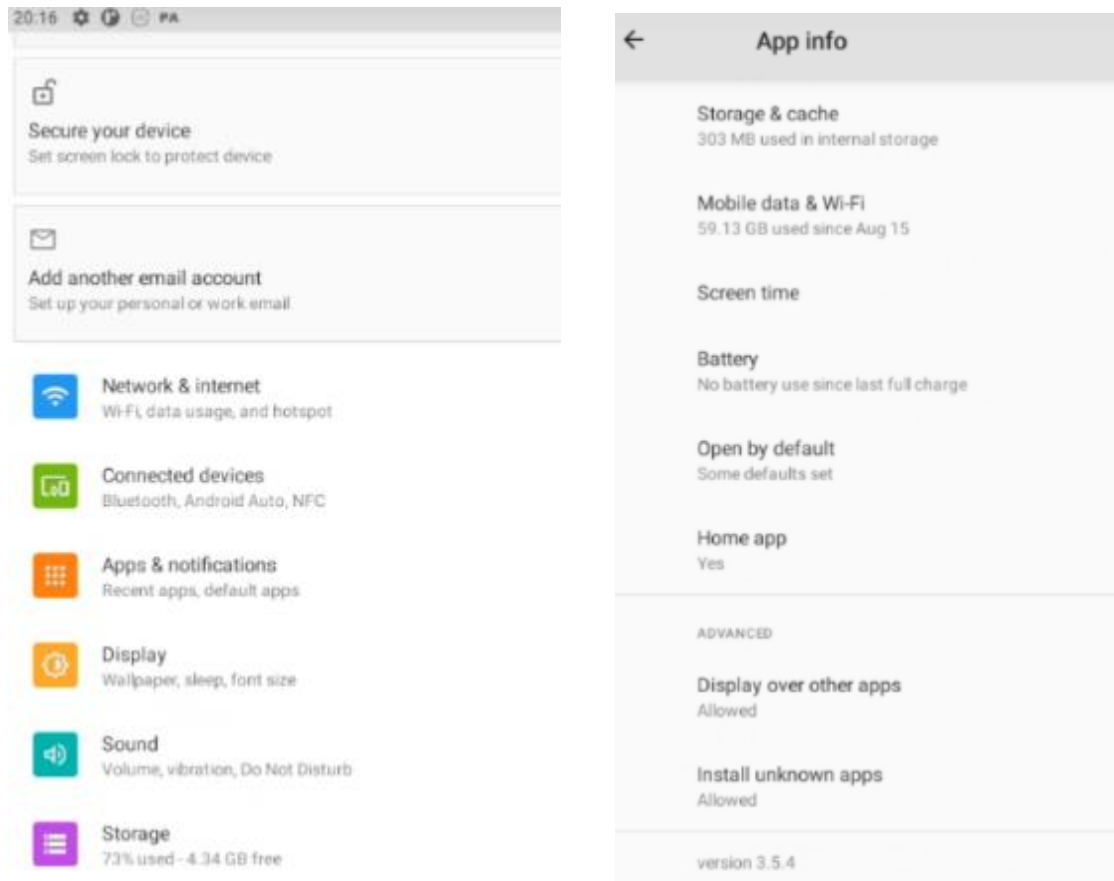 20:16 PA
Secure your device
Set screen lock to protect device
Add another email account
Set up your personal or work email
Network & internet
Wi-Fi, data usage, and hotspot
Connected devices
Bluetooth, Android Auto, NFC
Apps & notifications
Recent apps, default apps
Display
Wallpaper, sleep, font size
Sound
Volume, vibration, Do Not Disturb
Storage
73% used - 4.34 GB free
App info
Storage & cache
303 MB used in internal storage
Mobile data & Wi-Fi
59.13 GB used since Aug 15
Screen time
Battery
No battery use since last full charge
Open by default
Some defaults set
Home app
Yes
ADVANCED
Display over other apps
Allowed
Install unknown apps
Allowed
version 3.5.4